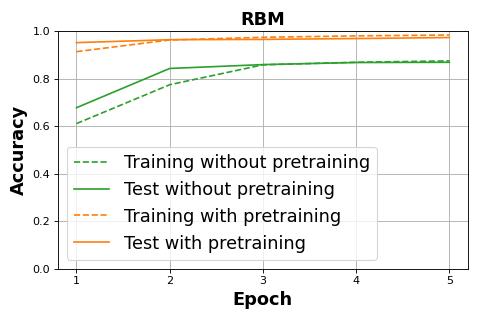 RBM
1.0
0.8
0.6
0.4
0.2
0.0
Accuracy
Training without pretraining
Test without pretraining
Training with pretraining
Test with pretraining
1 2 3 4 5
Epoch